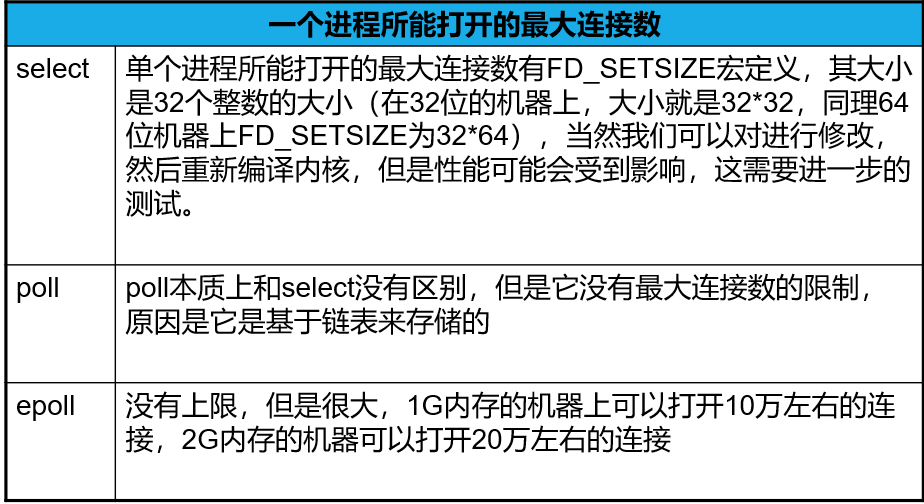 一个进程所能打开的最大连接数
select
单个进程所能打开的最大连接数有FD_SETSIZE宏定义，其大小
是32个整数的大小（在32位的机器上，大小就是32*32，同理64
位机器上FD_SETSIZE为32*64），当然我们可以对进行修改，
然后重新编译内核，但是性能可能会受到影响，这需要进一步的
测试。
poll
poll本质上和select没有区别，但是它没有最大连接数的限制，
原因是它是基于链表来存储的
epoll
没有上限，但是很大，1G内存的机器上可以打开10万左右的连
接，2G内存的机器可以打开20万左右的连接